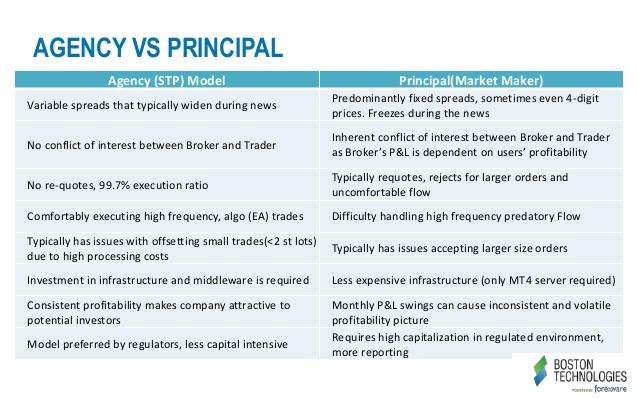 AGENCY VS PRINCIPAL
Agency (STP) Model
Principal(Market Maker)
Variable spreads that typically widen during news
Predominantly fixed spreads, sometimes even 4-digit
prices. Freezes during the news
No conflict of interest between Broker and Trader
Inherent conflict of interest between Broker and Trader
as Broker's P&L is dependent on users' profitability
No re-quotes, 99.7% execution ratio
Typically requotes, rejects for larger orders and
uncomfortable flow
Comfortably executing high frequency, algo (EA) trades
Difficulty handling high frequency predatory Flow
Typically has issues with offsetting small trades(<2 st lots)
due to high processing costs
Typically has issues accepting larger size orders
Investment in infrastructure and middleware is required
Less expensive infrastructure (only MT4 server required)
Consistent profitability makes company attractive to
potential investors
Monthly P&L swings can cause inconsistent and volatile
profitability picture
Model preferred by regulators, less capital intensive
Requires high capitalization in regulated environment,
more reporting
BOSTON
TECHNOLOGIES
POWERED BY forexware